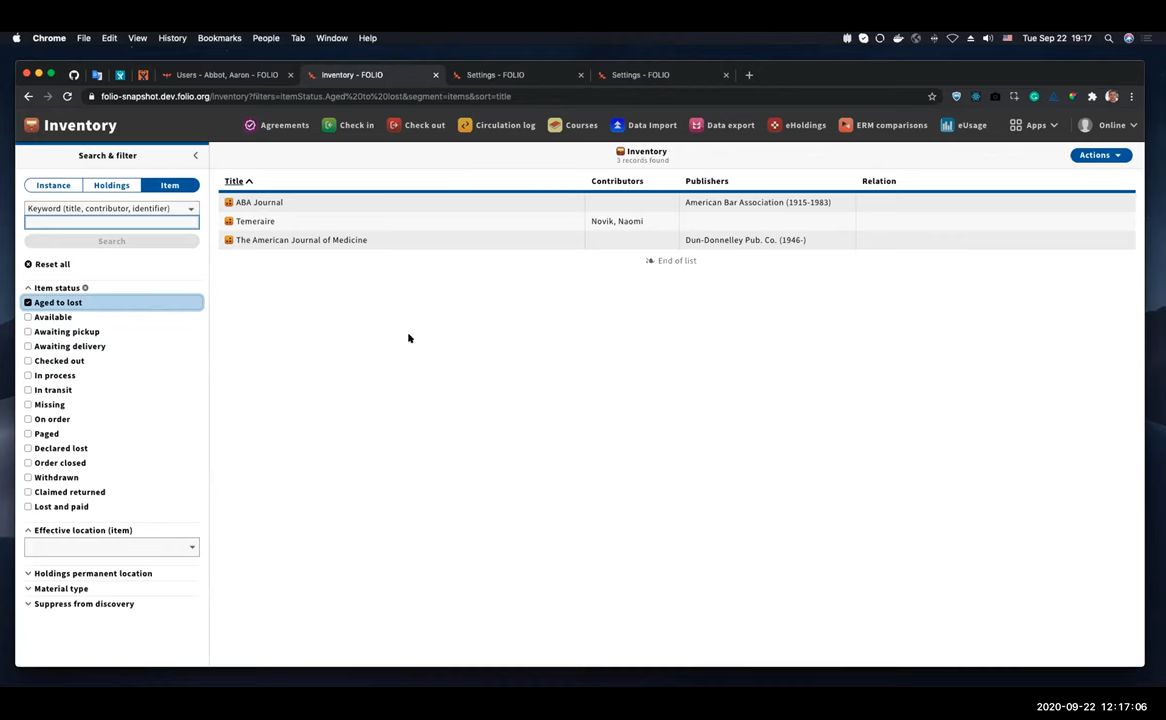 Chrome File Edit View History Bookmarks People Tab Window Help Tue Sep 22 19:17
Users - Abbot, Aaron - FOLIO Inventory - FOLIO Settings - FOLIO Settings - FOLIO
folio-snapshot.dev.folio.org/inventory?filters=itemStatus.Aged%20to%20lost&segment=items&sort=title
Inventory Agreements Check in Check out Circulation log Courses Data Import Data export eHoldings ERM comparisons eUsage Apps Online
Search & filter
Inventory
3 records found
Actions
Instance Holdings Item
Keyword (title, contributor, identifier)
Search
Reset all
Item status
Aged to lost
Available
Awaiting pickup
Awaiting delivery
Checked out
In process
In transit
Missing
On order
Paged
Declared lost
Order closed
Withdrawn
Claimed returned
Lost and paid
Effective location (item)
Holdings permanent location
Material type
Suppress from discovery
Title Contributors Publishers Relation
ABA Journal American Bar Association (1915-1983)
Temeraire Novik, Naomi
The American Journal of Medicine Dun-Donnelley Pub. Co. (1946-)
End of list
2020-09-22 12:17:06